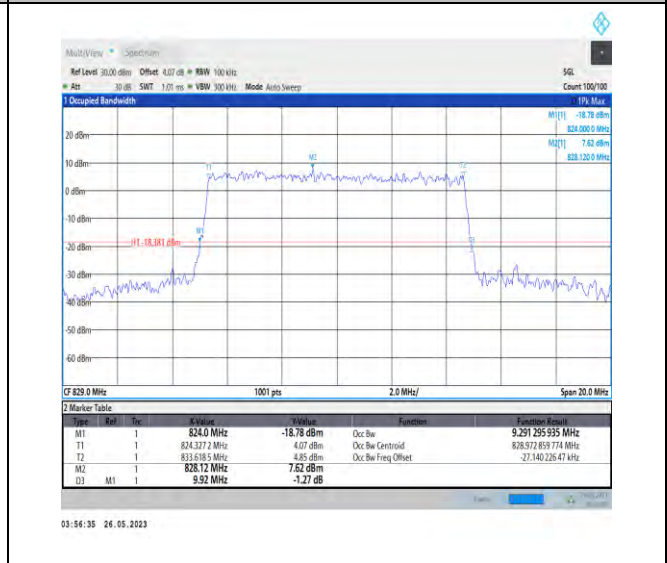 MultiView Spectrum
Ref Level 30.00 dBm Offset 4.07 dB RBW 100 kHz SGL
Att 30 dB SWT 1.01 ms VBW 300 kHz Mode Auto Sweep Count 100/100
1 Occupied Bandwidth 1Pk Max
M1[1] -18.78 dBm
824.000 0 MHz
20 dBm
M2[1] 7.62 dBm
828.120 0 MHz
10 dBm
T1 M2 T2
0 dBm
-10 dBm
M1
-20 dBm
H1 -18.381 dBm
D3
-30 dBm
-40 dBm
-50 dBm
-60 dBm
CF 829.0 MHz 1001 pts 2.0 MHz/ Span 20.0 MHz
2 Marker Table
Type Ref Trc X-Value Y-Value Function Function Result
M1 1 824.0 MHz -18.78 dBm Occ Bw 9.291 295 935 MHz
T1 1 824.327 2 MHz 4.07 dBm Occ Bw Centroid 828.972 859 774 MHz
T2 1 833.618 5 MHz 4.85 dBm Occ Bw Freq Offset -27.140 226 47 kHz
M2 1 828.12 MHz 7.62 dBm
D3 M1 1 9.92 MHz -1.27 dB
03:56:35 26.05.2023